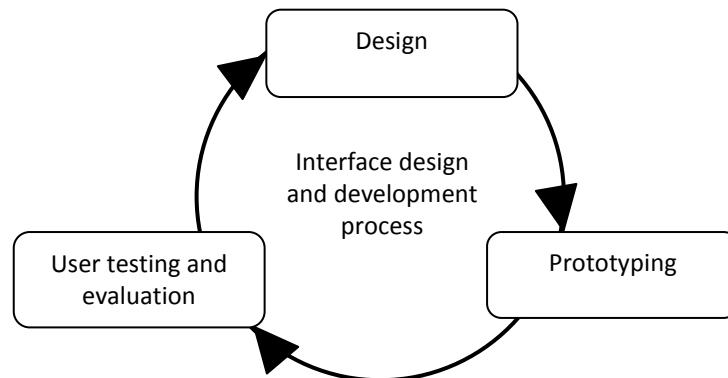 Design
Interface design
and development
process
User testing and
evaluation
Prototyping